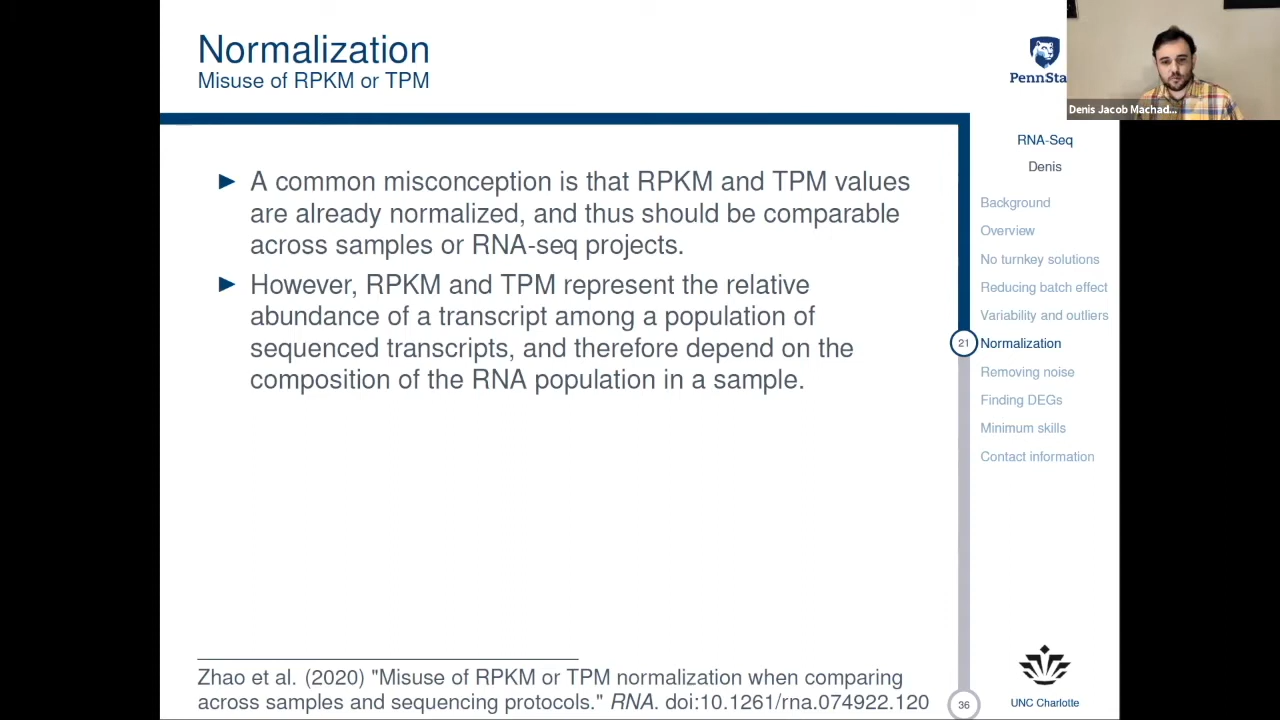 Normalization
Misuse of RPKM or TPM
► A common misconception is that RPKM and TPM values
are already normalized, and thus should be comparable
across samples or RNA-seq projects.
► However, RPKM and TPM represent the relative
abundance of a transcript among a population of
sequenced transcripts, and therefore depend on the
composition of the RNA population in a sample.
Zhao et al. (2020) "Misuse of RPKM or TPM normalization when comparing
across samples and sequencing protocols." RNA. doi:10.1261/rna.074922.120
PennSta
Denis Jacob Machad...
RNA-Seq
Denis
Background
Overview
No turnkey solutions
Reducing batch effect
Variability and outliers
21 Normalization
Removing noise
Finding DEGs
Minimum skills
Contact information
UNC Charlotte
36